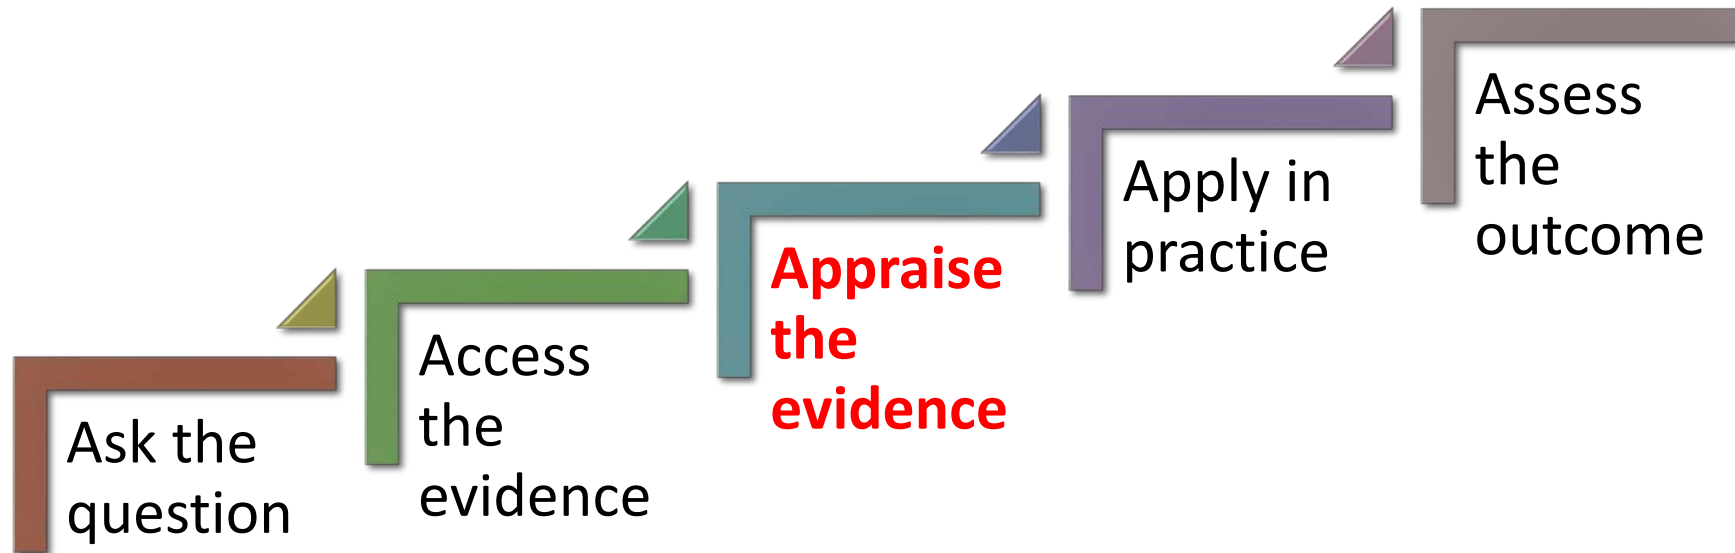 Ask the
question
Access
the
evidence
Appraise
the
evidence
Apply in
practice
Assess
the
outcome